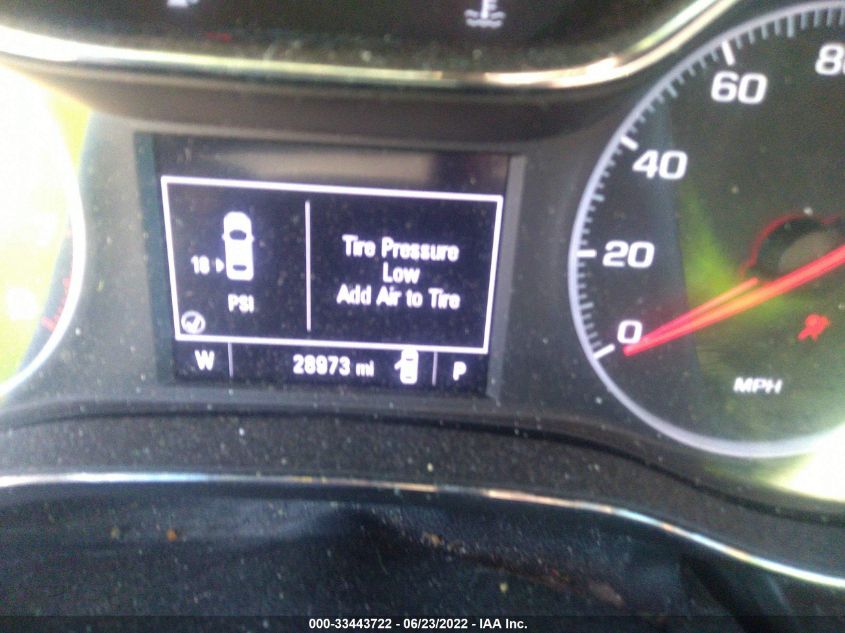 60
80
40
20
0
MPH
18
PSI
Tire Pressure
Low
Add Air to Tire
W
28973 mi
P
000-33443722 - 06/23/2022 - IAA Inc.